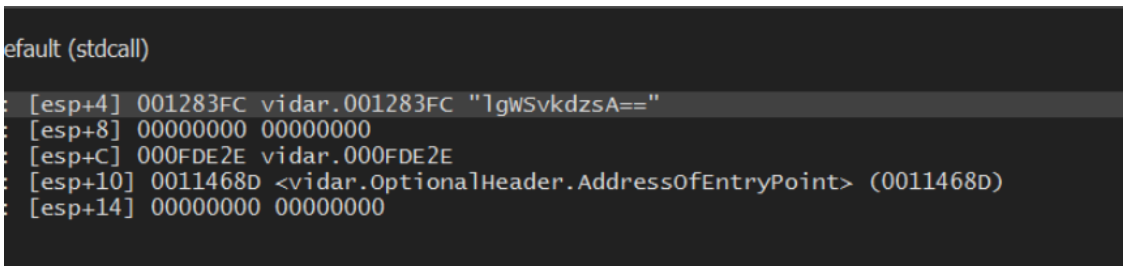 efault (stdcall)
: [esp+4] 001283FC vidar.001283FC "lgWSvkdzsA=="
: [esp+8] 00000000 00000000
: [esp+C] 000FDE2E vidar.000FDE2E
: [esp+10] 0011468D <vidar.OptionalHeader.AddressOfEntryPoint> (0011468D)
: [esp+14] 00000000 00000000